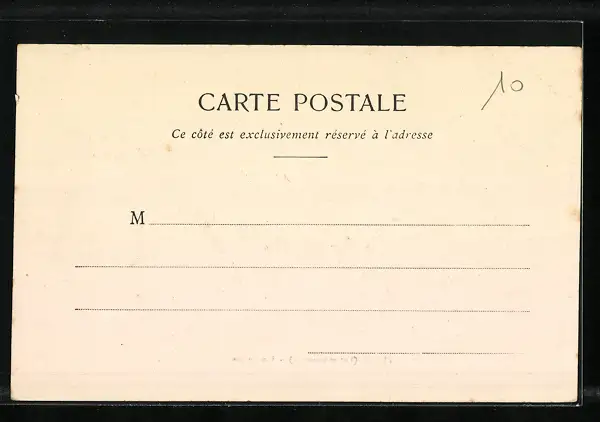 10
CARTE POSTALE
Ce côté est exclusivement réservé à l'adresse
M